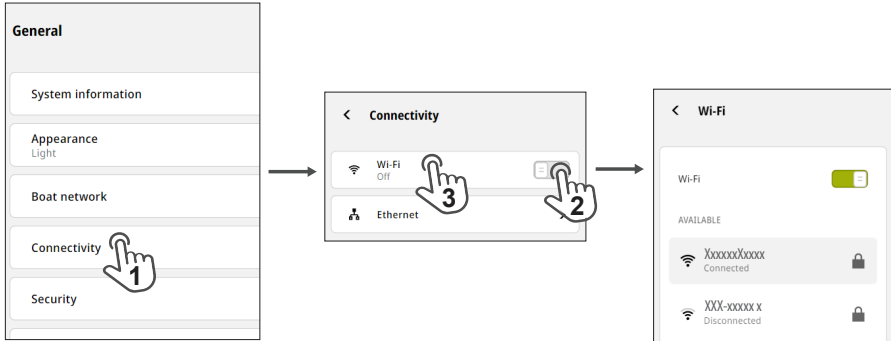 General
System information
Appearance
Light
Boat network
Connectivity
1
Security
Connectivity
Wi-Fi
Off
3
2
Ethernet
Wi-Fi
Wi-Fi
AVAILABLE
XxxxxxXxxxx
Connected
XXX-xxxxx x
Disconnected